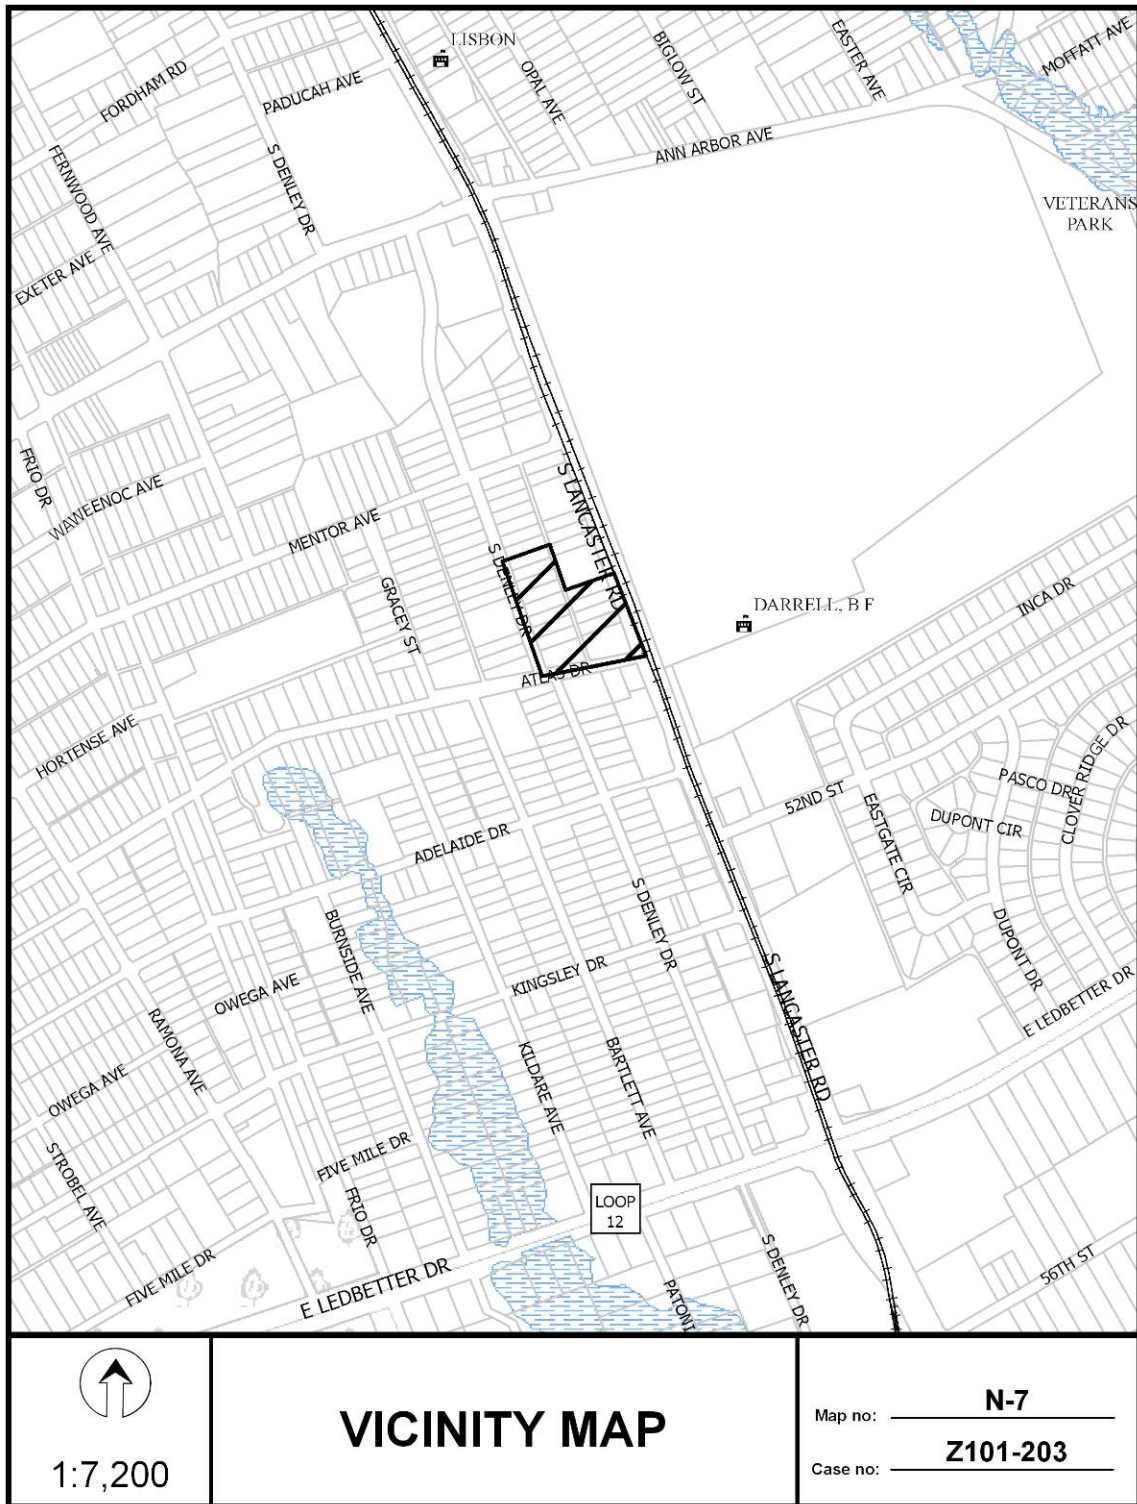 LISBON
BIGLOW ST
EASTER AVE
MOFFATT AVE
FORDHAM RD
PADUCAH AVE
OPAL AVE
ANN ARBOR AVE
FERNWOOD AVE
S DENLEY DR
VETERANS
PARK
EXETER AVE
FRIO DR
WAWEENOC AVE
MENTOR AVE
S LANCASTER RD
S DENLEY DR
GRACEY ST
DARRELL, B F
INCA DR
ATLAS DR
HORTENSE AVE
52ND ST
PASCO DR
CLOVER RIDGE DR
DUPONT CIR
EASTGATE CIR
ADELAIDE DR
S DENLEY DR
BURNSIDE AVE
DUPONT DR
KINGSLEY DR
OWEGA AVE
S LANCASTER RD
E LEDBETTER DR
RAMONA AVE
KILDARE AVE
BARTLETT AVE
OWEGA AVE
STROBEL AVE
FIVE MILE DR
FRIO DR
LOOP
12
FIVE MILE DR
E LEDBETTER DR
S DENLEY DR
PATONI
56TH ST
1:7,200
VICINITY MAP
Map no: N-7
Case no: Z101-203